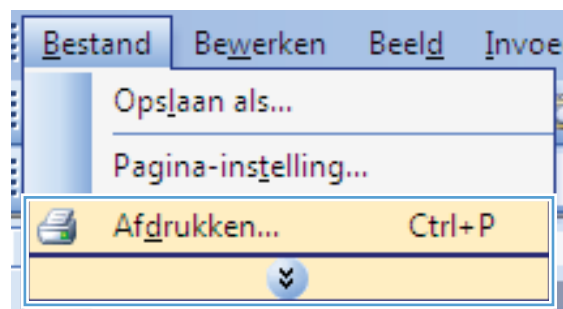 Bestand Bewerken Beeld Invoe
Opslaan als...
Pagina-instelling...
Afdrukken... Ctrl+P